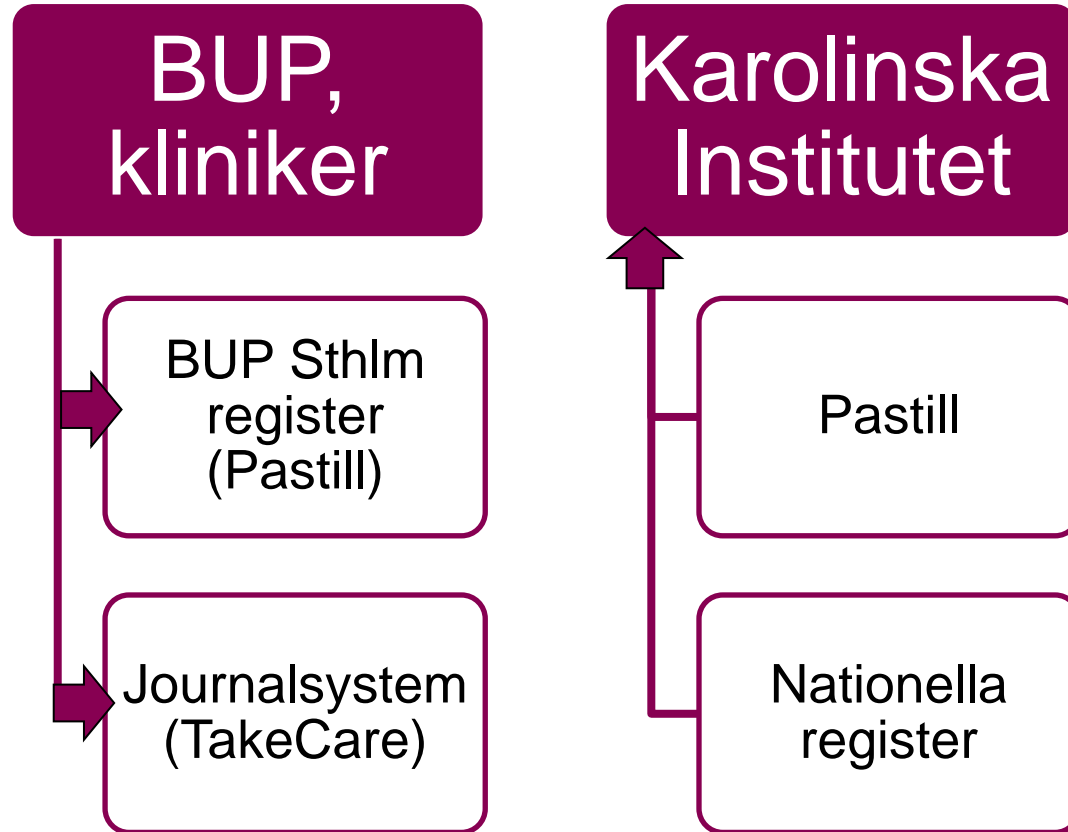 BUP,
kliniker
BUP Sthlm
register
(Pastill)
Journalsystem
(TakeCare)
Karolinska
Institutet
Pastill
Nationella
register